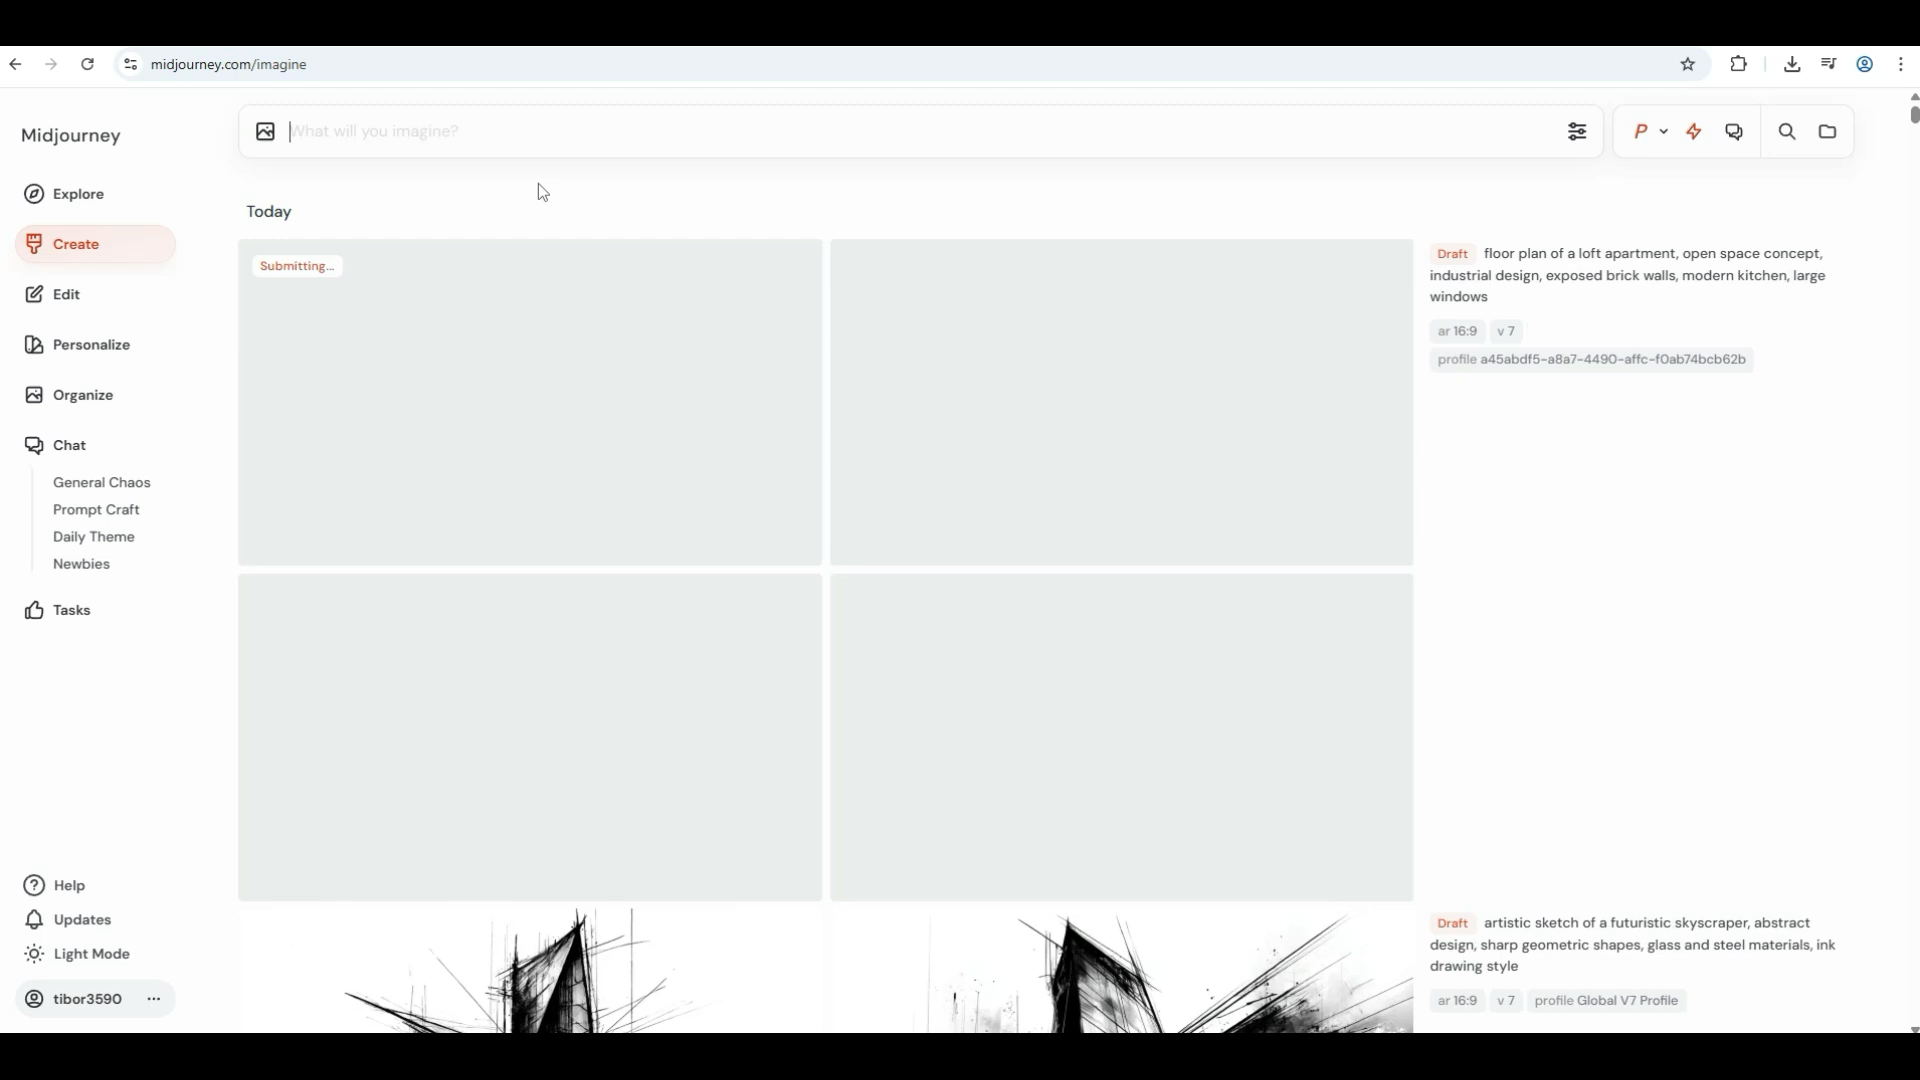 midjourney.com/imagine
Midjourney
What will you imagine?
P
Explore
Create
Edit
Personalize
Organize
Chat
General Chaos
Prompt Craft
Daily Theme
Newbies
Tasks
Help
Updates
Light Mode
tibor3590
Today
Submitting...
Draft floor plan of a loft apartment, open space concept,
industrial design, exposed brick walls, modern kitchen, large
windows
ar 16:9 v 7
profile a45abdf5-a8a7-4490-affc-f0ab74bcb62b
Draft artistic sketch of a futuristic skyscraper, abstract
design, sharp geometric shapes, glass and steel materials, ink
drawing style
ar 16:9 v 7 profile Global V7 Profile